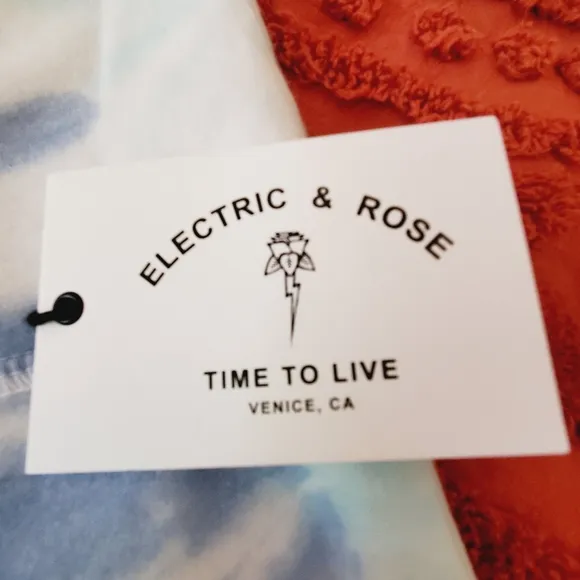 ELECTRIC & ROSE
TIME TO LIVE
VENICE, CA